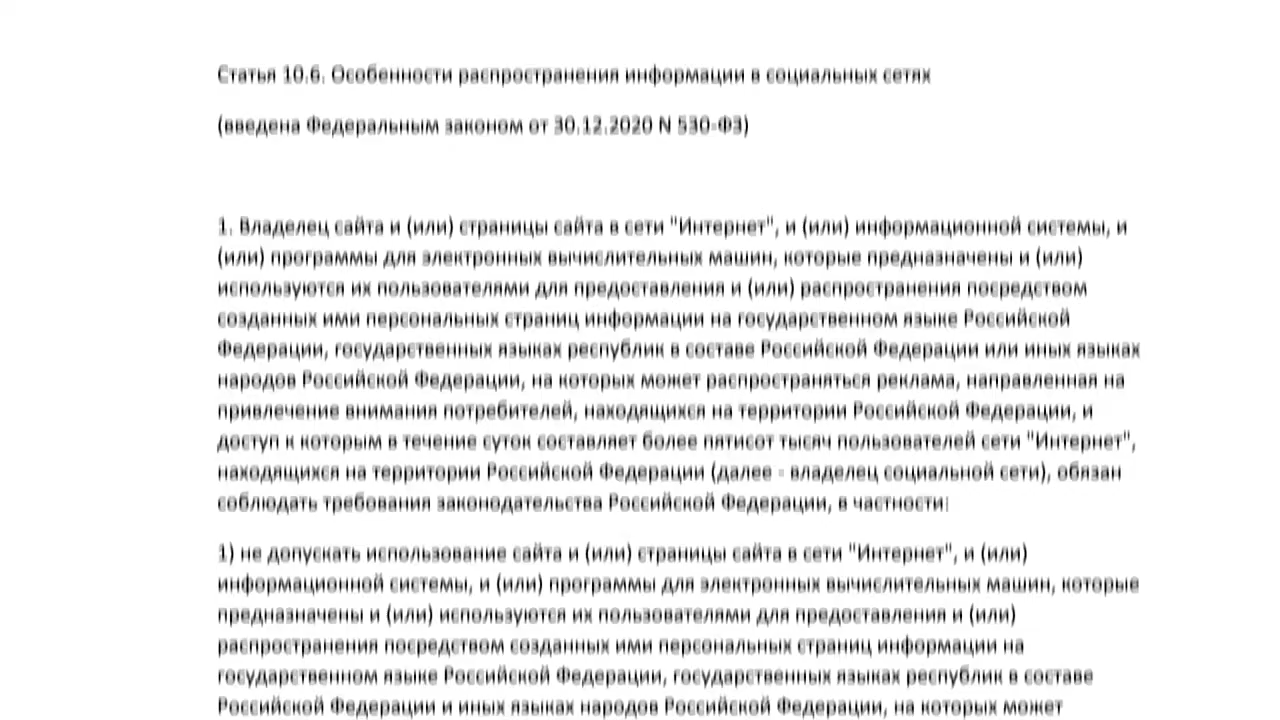 Статья 10.6. Особенности распространения информации в социальных сетях
(введена Федеральным законом от 30.12.2020 N 530-ФЗ)
1. Владелец сайта и (или) страницы сайта в сети "Интернет", и (или) информационной системы, и
(или) программы для электронных вычислительных машин, которые предназначены и (или)
используются их пользователями для предоставления и (или) распространения посредством
созданных ими персональных страниц информации на государственном языке Российской
Федерации, государственных языках республик в составе Российской Федерации или иных языках
народов Российской Федерации, на которых может распространяться реклама, направленная на
привлечение внимания потребителей, находящихся на территории Российской Федерации, и
доступ к которым в течение суток составляет более пятисот тысяч пользователей сети "Интернет",
находящихся на территории Российской Федерации (далее - владелец социальной сети), обязан
соблюдать требования законодательства Российской Федерации, в частности:
1) не допускать использование сайта и (или) страницы сайта в сети "Интернет", и (или)
информационной системы, и (или) программы для электронных вычислительных машин, которые
предназначены и (или) используются их пользователями для предоставления и (или)
распространения посредством созданных ими персональных страниц информации на
государственном языке Российской Федерации, государственных языках республик в составе
Российской Федерации и иных языках народов Российской Федерации, на которых может